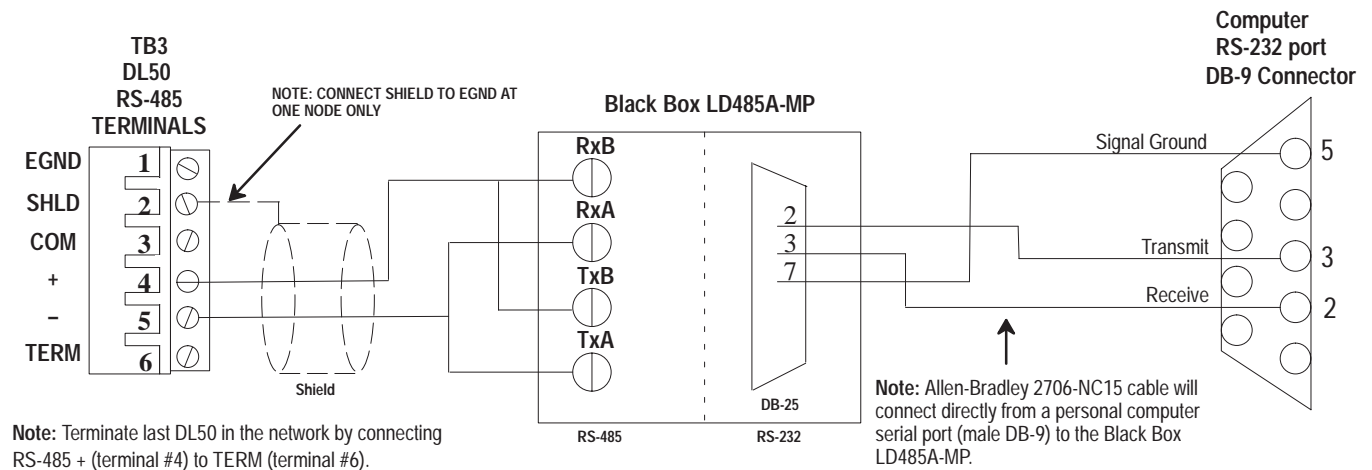 TB3
DL50
RS-485
TERMINALS
EGND
1
SHLD
2
COM
3
+
4
–
5
TERM
6
NOTE: CONNECT SHIELD TO EGND AT
ONE NODE ONLY
Shield
Note: Terminate last DL50 in the network by connecting
RS-485 + (terminal #4) to TERM (terminal #6).
Black Box LD485A-MP
RxB
RxA
TxB
TxA
RS-485
2
3
7
DB-25
RS-232
Computer
RS-232 port
DB-9 Connector
Signal Ground
5
Transmit
3
Receive
2
Note: Allen-Bradley 2706-NC15 cable will
connect directly from a personal computer
serial port (male DB-9) to the Black Box
LD485A-MP.